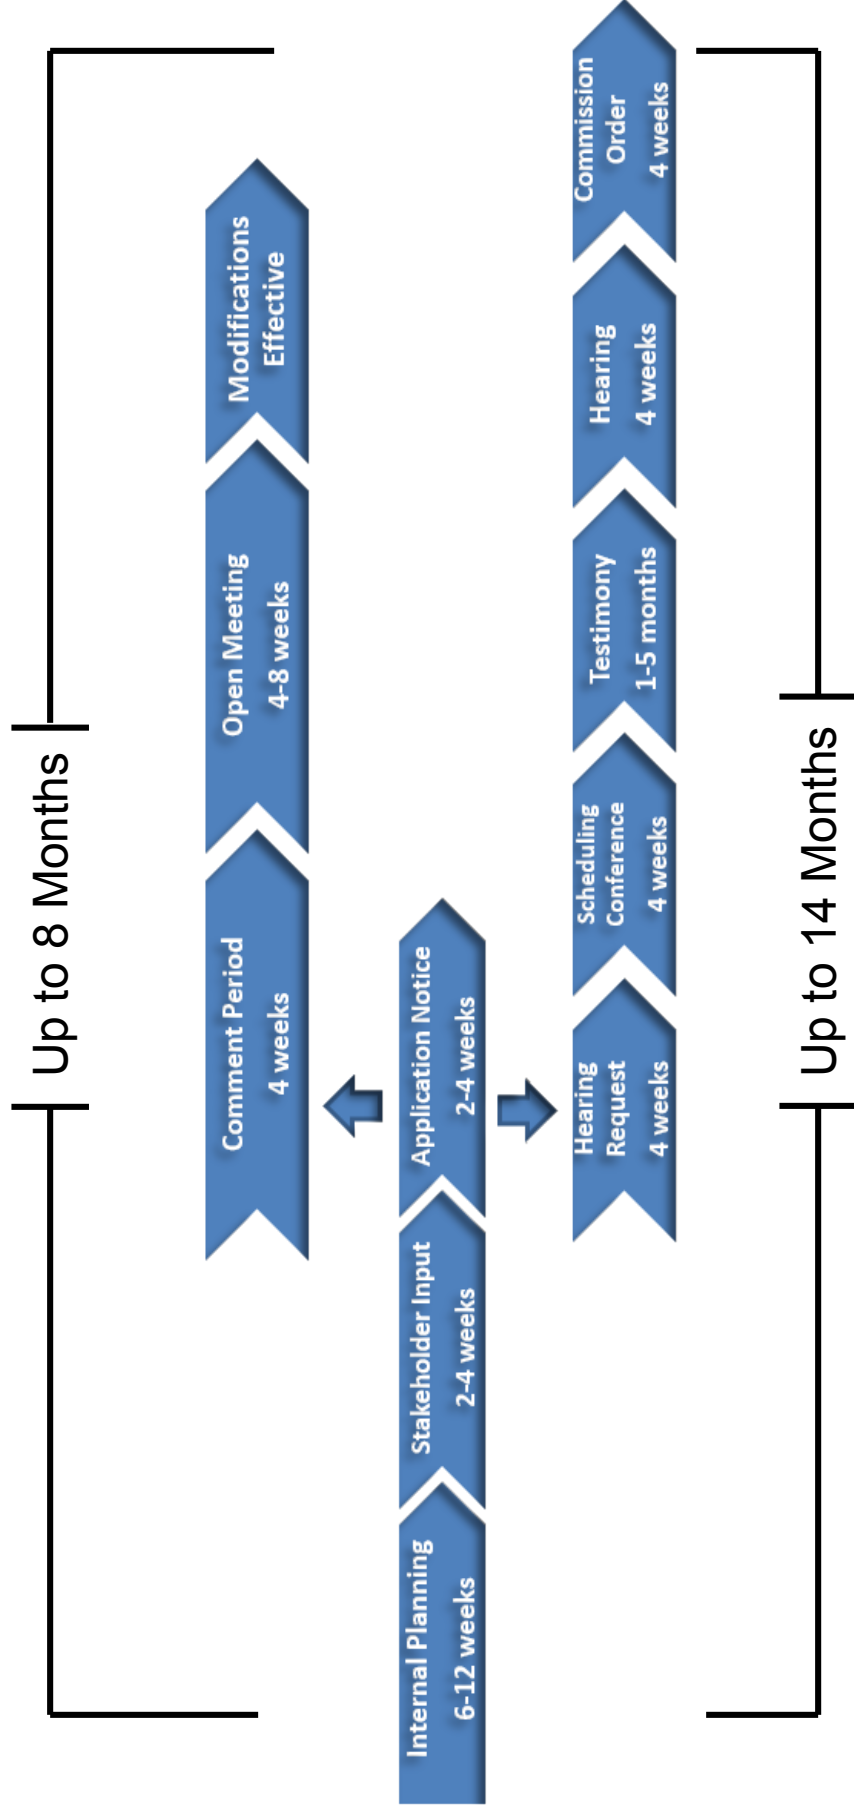 Up to 8 Months
Comment Period
4 weeks
Open Meeting
4-8 weeks
Modifications
Effective
Internal Planning
6-12 weeks
Stakeholder Input
2-4 weeks
Application Notice
2-4 weeks
Hearing
Request
4 weeks
Scheduling
Conference
4 weeks
Testimony
1-5 months
Hearing
4 weeks
Commission
Order
4 weeks
Up to 14 Months